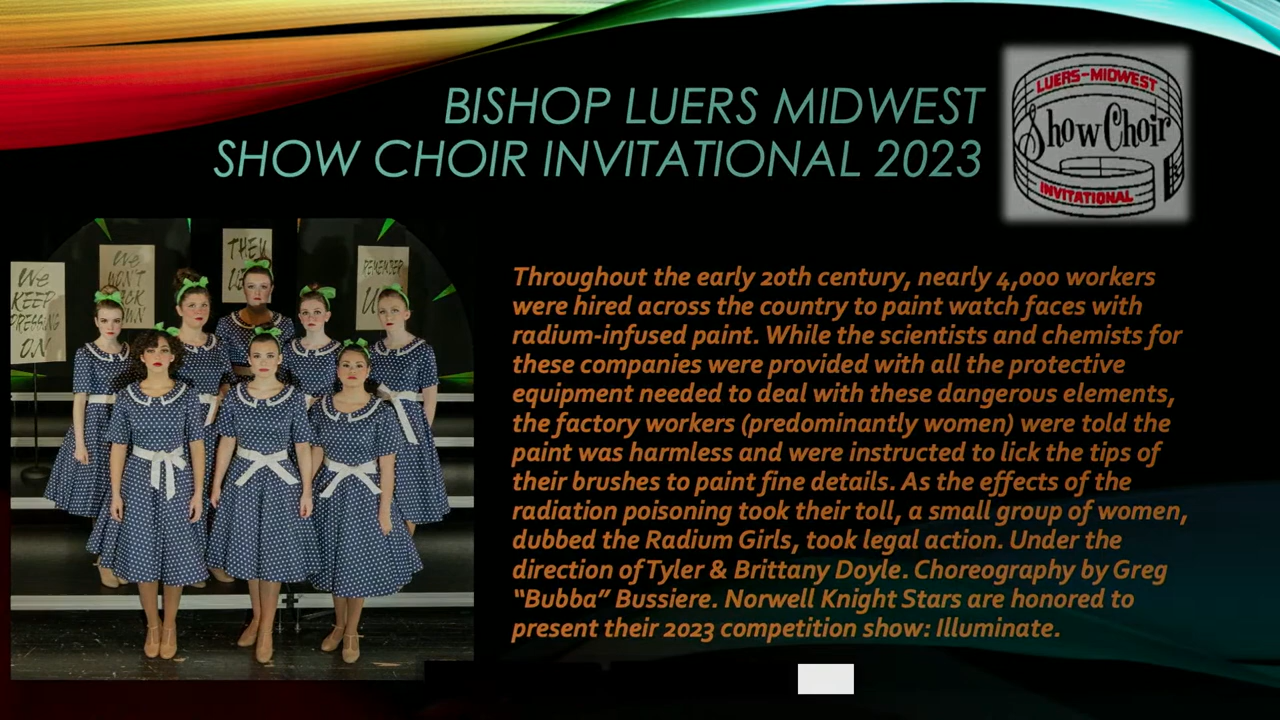 BISHOP LUERS MIDWEST
SHOW CHOIR INVITATIONAL 2023
LUERS-MIDWEST
Show Choir
INVITATIONAL
We
KEEP
PRESSING
ON
We
WON'T
DOWN
THEY
REMEMBER
Throughout the early 20th century, nearly 4,000 workers
were hired across the country to paint watch faces with
radium-infused paint. While the scientists and chemists for
these companies were provided with all the protective
equipment needed to deal with these dangerous elements,
the factory workers (predominantly women) were told the
paint was harmless and were instructed to lick the tips of
their brushes to paint fine details. As the effects of the
radiation poisoning took their toll, a small group of women,
dubbed the Radium Girls, took legal action. Under the
direction of Tyler & Brittany Doyle. Choreography by Greg
“Bubba” Bussiere. Norwell Knight Stars are honored to
present their 2023 competition show: Illuminate.